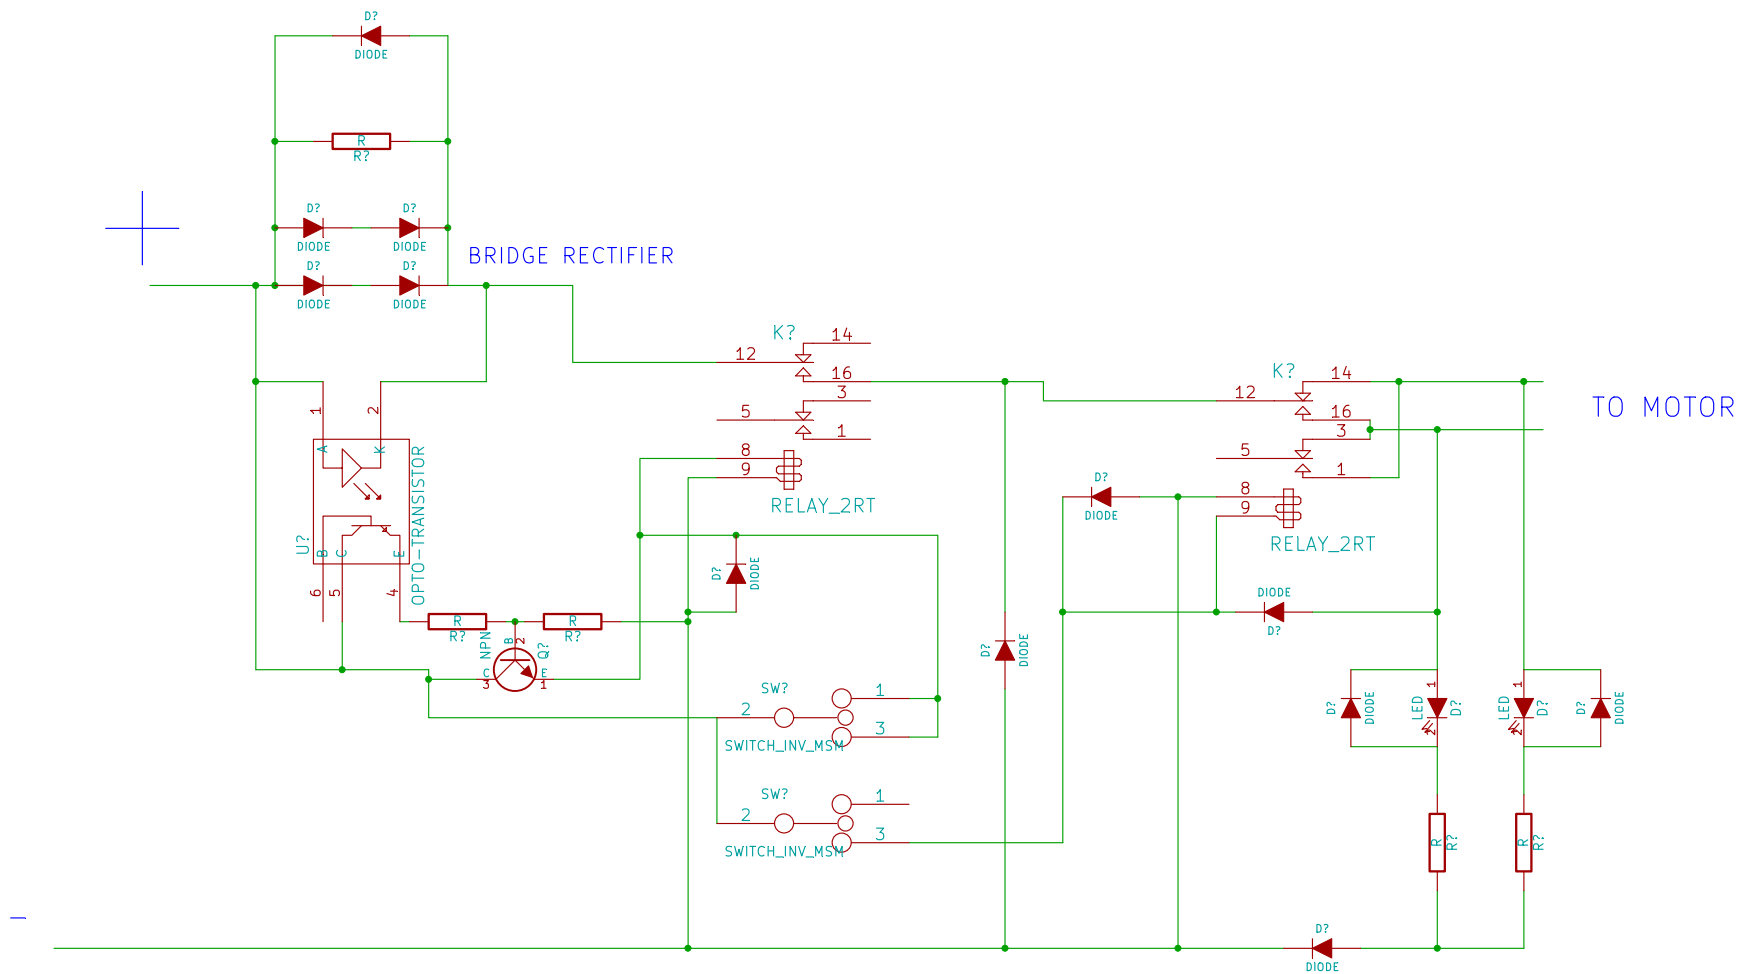 D?
DIODE
R
R?
D?
DIODE
D?
DIODE
BRIDGE RECTIFIER
D?
DIODE
D?
DIODE
K?
14
12
16
3
5
1
8
9
RELAY_2RT
K?
14
12
16
3
5
1
8
9
RELAY_2RT
TO MOTOR
1
2
A
K
U?
OPTO-TRANSISTOR
B
C
E
6
5
4
R
R?
R
R?
NPN
B
2
Q?
C
3
E
1
D?
DIODE
D?
DIODE
DIODE
D?
D?
DIODE
SW?
1
2
3
SWITCH_INV_MSM
SW?
1
2
3
SWITCH_INV_MSM
D?
DIODE
1
LED
D?
2
1
LED
D?
2
D?
DIODE
R
R?
R
R?
D?
DIODE